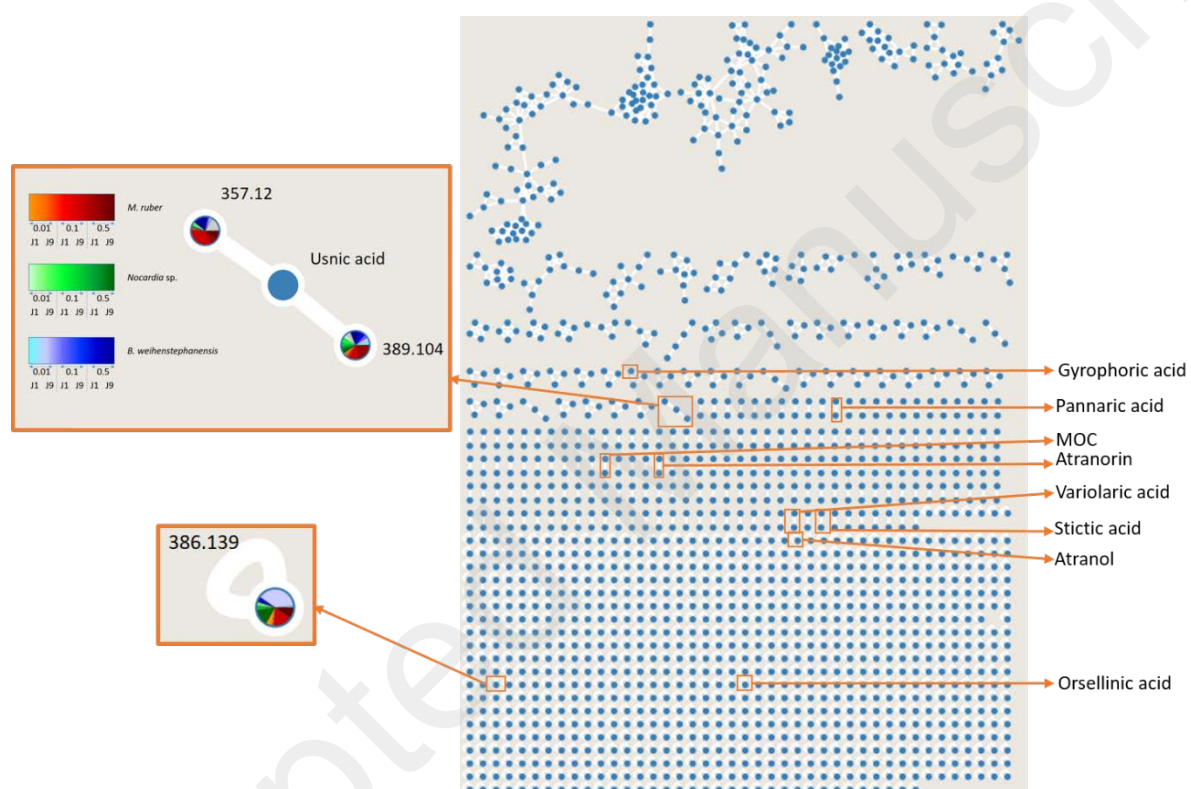 357.12
M. ruber
0.01 0.1 0.5
J1 J9 J1 J9 J1 J9
Usnic acid
Nocardia sp.
0.01 0.1 0.5
J1 J9 J1 J9 J1 J9
389.104
B. weihenstephanensis
0.01 0.1 0.5
J1 J9 J1 J9 J1 J9
Gyrophoric acid
Pannaric acid
MOC
Atranorin
Variolaric acid
Stictic acid
Atranol
386.139
Orsellinic acid